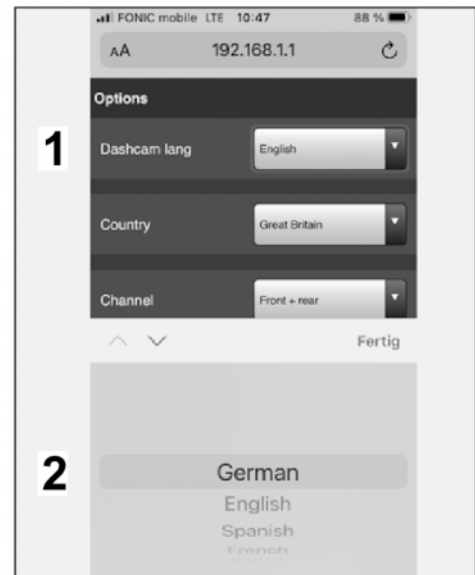 FONIC mobile LTE 10:47 88 %
AA 192.168.1.1
Options
1
Dashcam lang English
Country Great Britain
Channel Front + rear
Fertig
2
German
English
Spanish
French